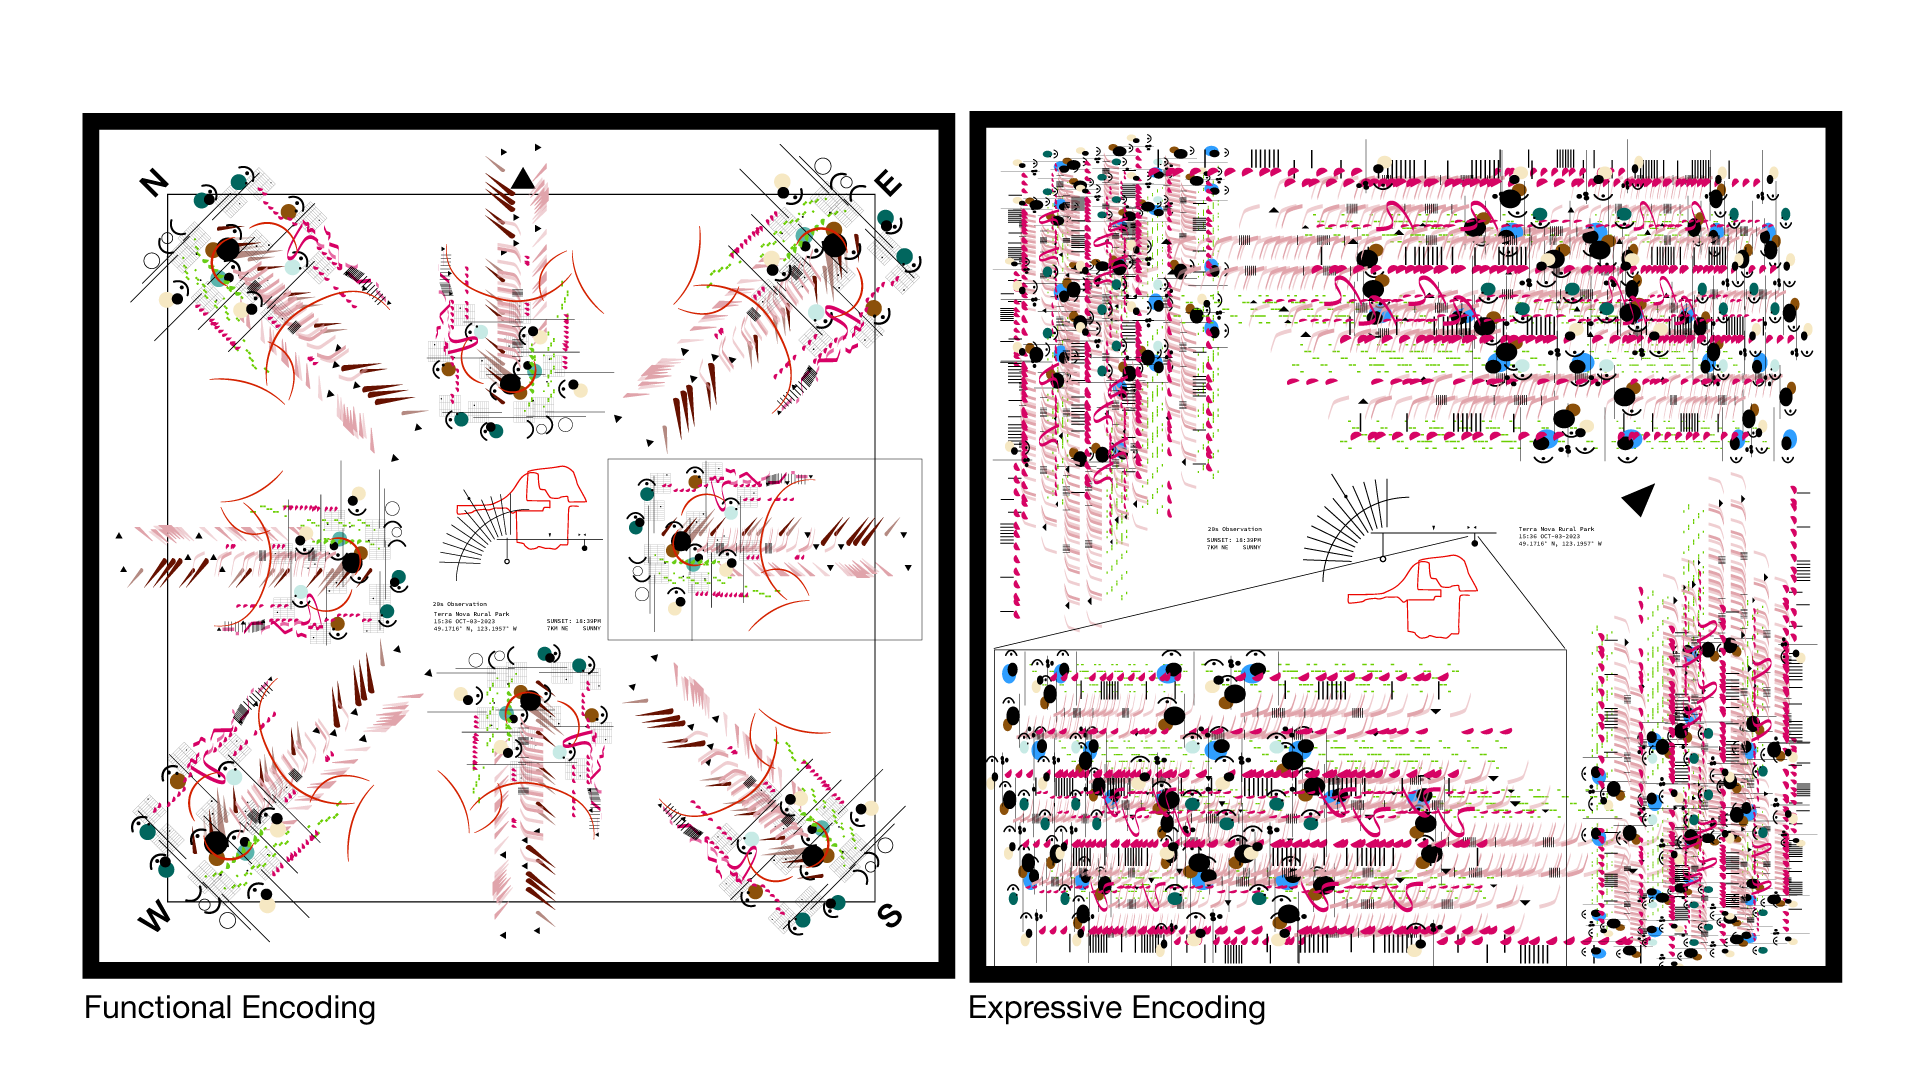 N
E
20s Observation
Terra Nova Rural Park
15:36 OCT-03-2023
49.1716° N, 123.1957° W
SUNSET: 18:39PM
7KM NE SUNNY
W
S
Functional Encoding
20s Observation
SUNSET: 18:39PM
7KM NE SUNNY
Terra Nova Rural Park
15:36 OCT-03-2023
49.1716° N, 123.1957° W
Expressive Encoding